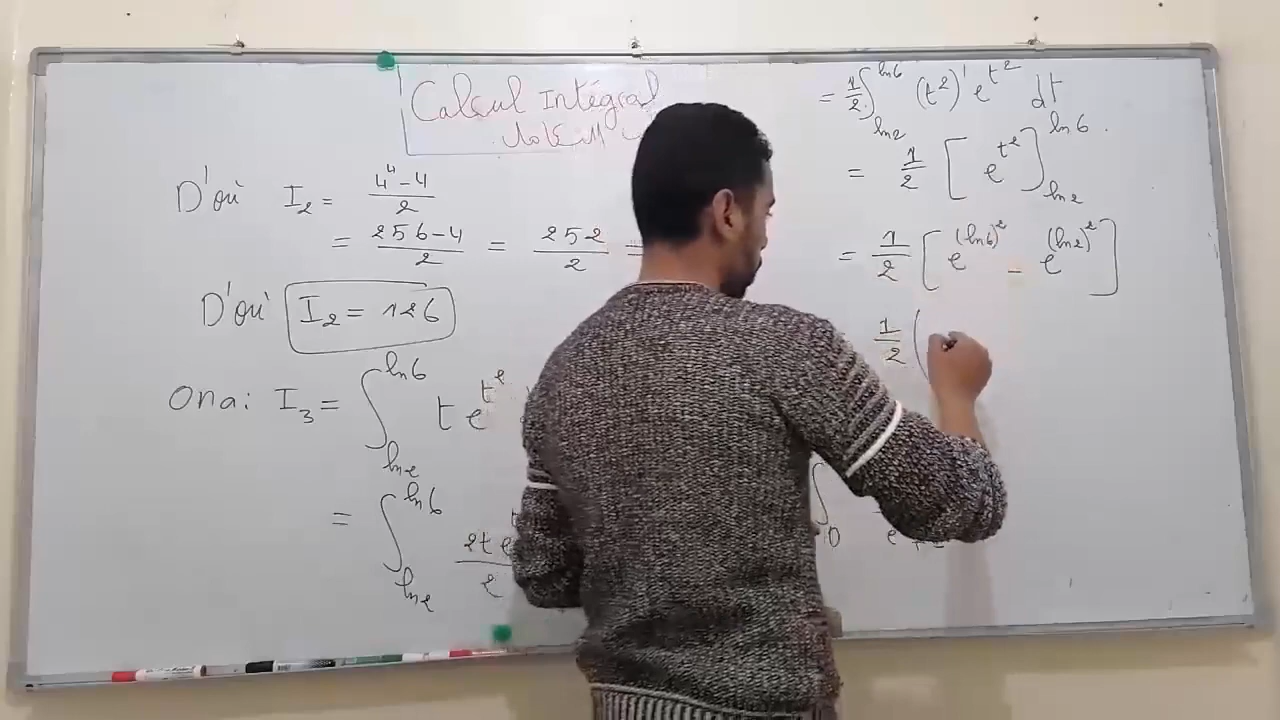 Calcul Intégral
D'où I₂ = (4⁴-4)/2
= (256-4)/2 = 252/2 =
D'où I₂ = 126
On a: I₃ = ∫_{ln2}^{ln6} t e^{t²}
= ∫_{ln2}^{ln6} 2t e / 2
= 1/2 ∫_{ln2}^{ln6} (t²)' e^{t²} dt
= 1/2 [e^{t²}]_{ln2}^{ln6}
= 1/2 [e^{(ln6)²} - e^{(ln2)²}]
1/2 (